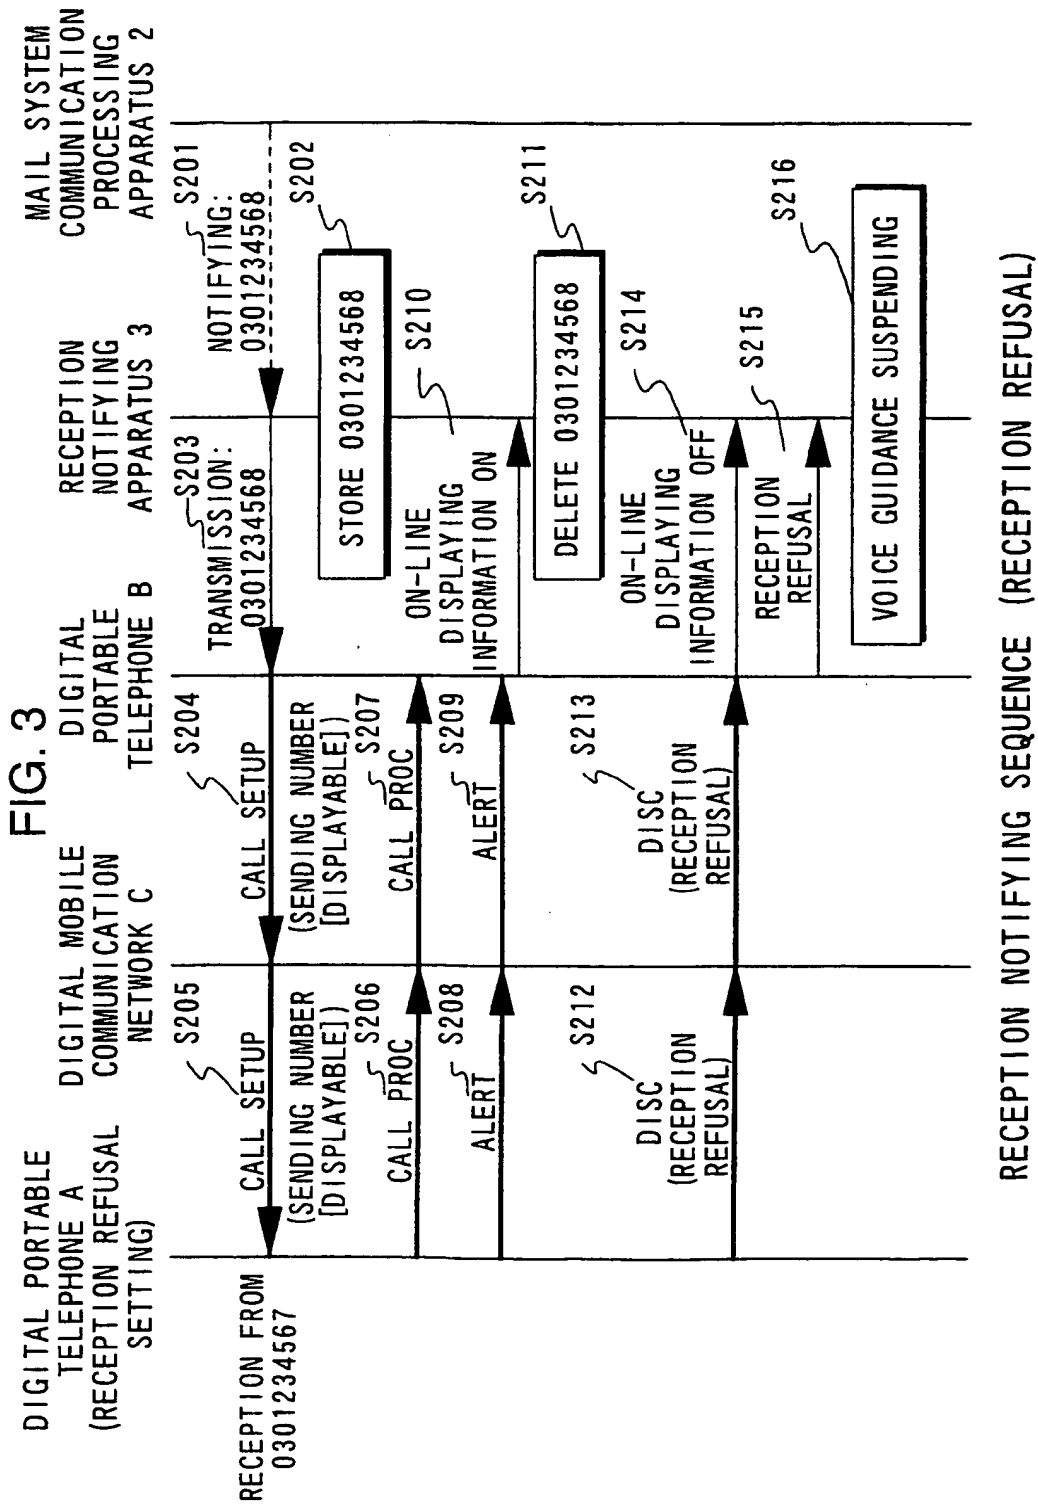 FIG. 3
DIGITAL PORTABLE
TELEPHONE A
(RECEPTION REFUSAL
SETTING)
DIGITAL MOBILE
COMMUNICATION
NETWORK C
DIGITAL
PORTABLE
TELEPHONE B
RECEPTION
NOTIFYING
APPARATUS 3
MAIL SYSTEM
COMMUNICATION
PROCESSING
APPARATUS 2
S201
NOTIFYING:
0301234568
S202
STORE 0301234568
S203
TRANSMISSION:
0301234568
S204
CALL SETUP
(SENDING NUMBER
[DISPLAYABLE])
S205
CALL SETUP
(SENDING NUMBER
[DISPLAYABLE])
RECEPTION FROM
0301234567
S206
CALL PROC
S207
CALL PROC
S208
ALERT
S209
ALERT
S210
ON-LINE
DISPLAYING
INFORMATION ON
S211
DELETE 0301234568
S212
DISC
(RECEPTION
REFUSAL)
S213
DISC
(RECEPTION
REFUSAL)
S214
ON-LINE
DISPLAYING
INFORMATION OFF
S215
RECEPTION
REFUSAL
S216
VOICE GUIDANCE SUSPENDING
RECEPTION NOTIFYING SEQUENCE (RECEPTION REFUSAL)